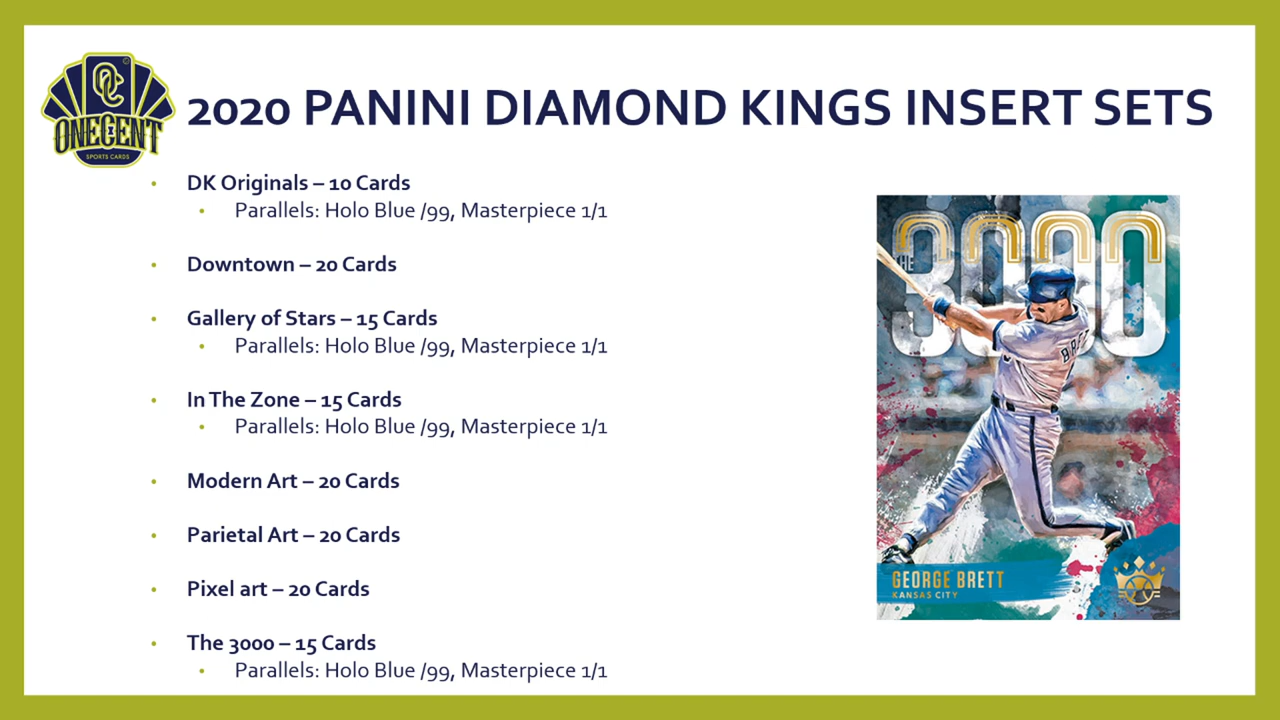 OC
ONECENT
SPORTS CARDS
2020 PANINI DIAMOND KINGS INSERT SETS
• DK Originals – 10 Cards
• Parallels: Holo Blue /99, Masterpiece 1/1
• Downtown – 20 Cards
• Gallery of Stars – 15 Cards
• Parallels: Holo Blue /99, Masterpiece 1/1
• In The Zone – 15 Cards
• Parallels: Holo Blue /99, Masterpiece 1/1
• Modern Art – 20 Cards
• Parietal Art – 20 Cards
• Pixel art – 20 Cards
• The 3000 – 15 Cards
• Parallels: Holo Blue /99, Masterpiece 1/1
THE
3000
BRETT
GEORGE BRETT
KANSAS CITY